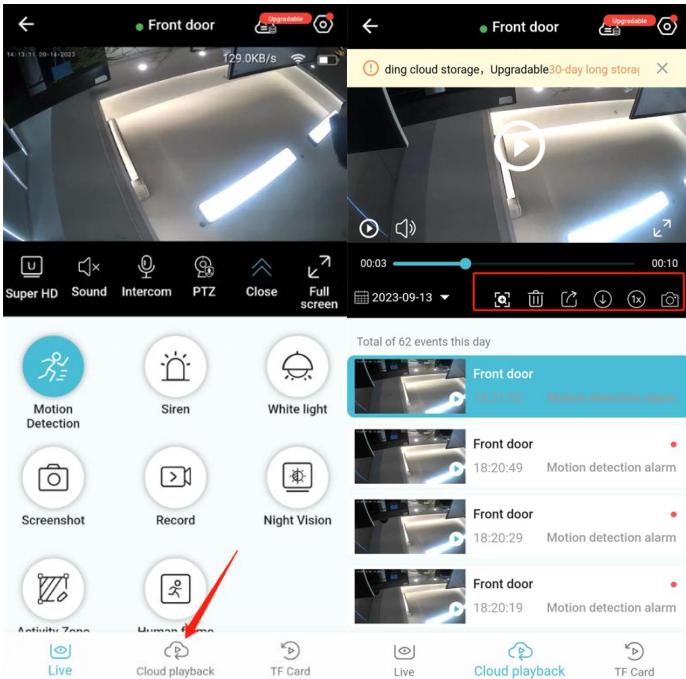 Front door
Upgradable
14:13:11 09-14-2023
129.0KB/s
U
Super HD
Sound
Intercom
PTZ
Close
Full
screen
Motion
Detection
Siren
White light
Screenshot
Record
Night Vision
Activity Zone
Human frame
Live
Cloud playback
TF Card
Front door
Upgradable
ding cloud storage, Upgradable30-day long storag
00:03
00:10
2023-09-13
1x
Total of 62 events this day
Front door
Motion detection alarm
Front door
18:20:49 Motion detection alarm
Front door
18:20:29 Motion detection alarm
Front door
18:20:19 Motion detection alarm
Live
Cloud playback
TF Card